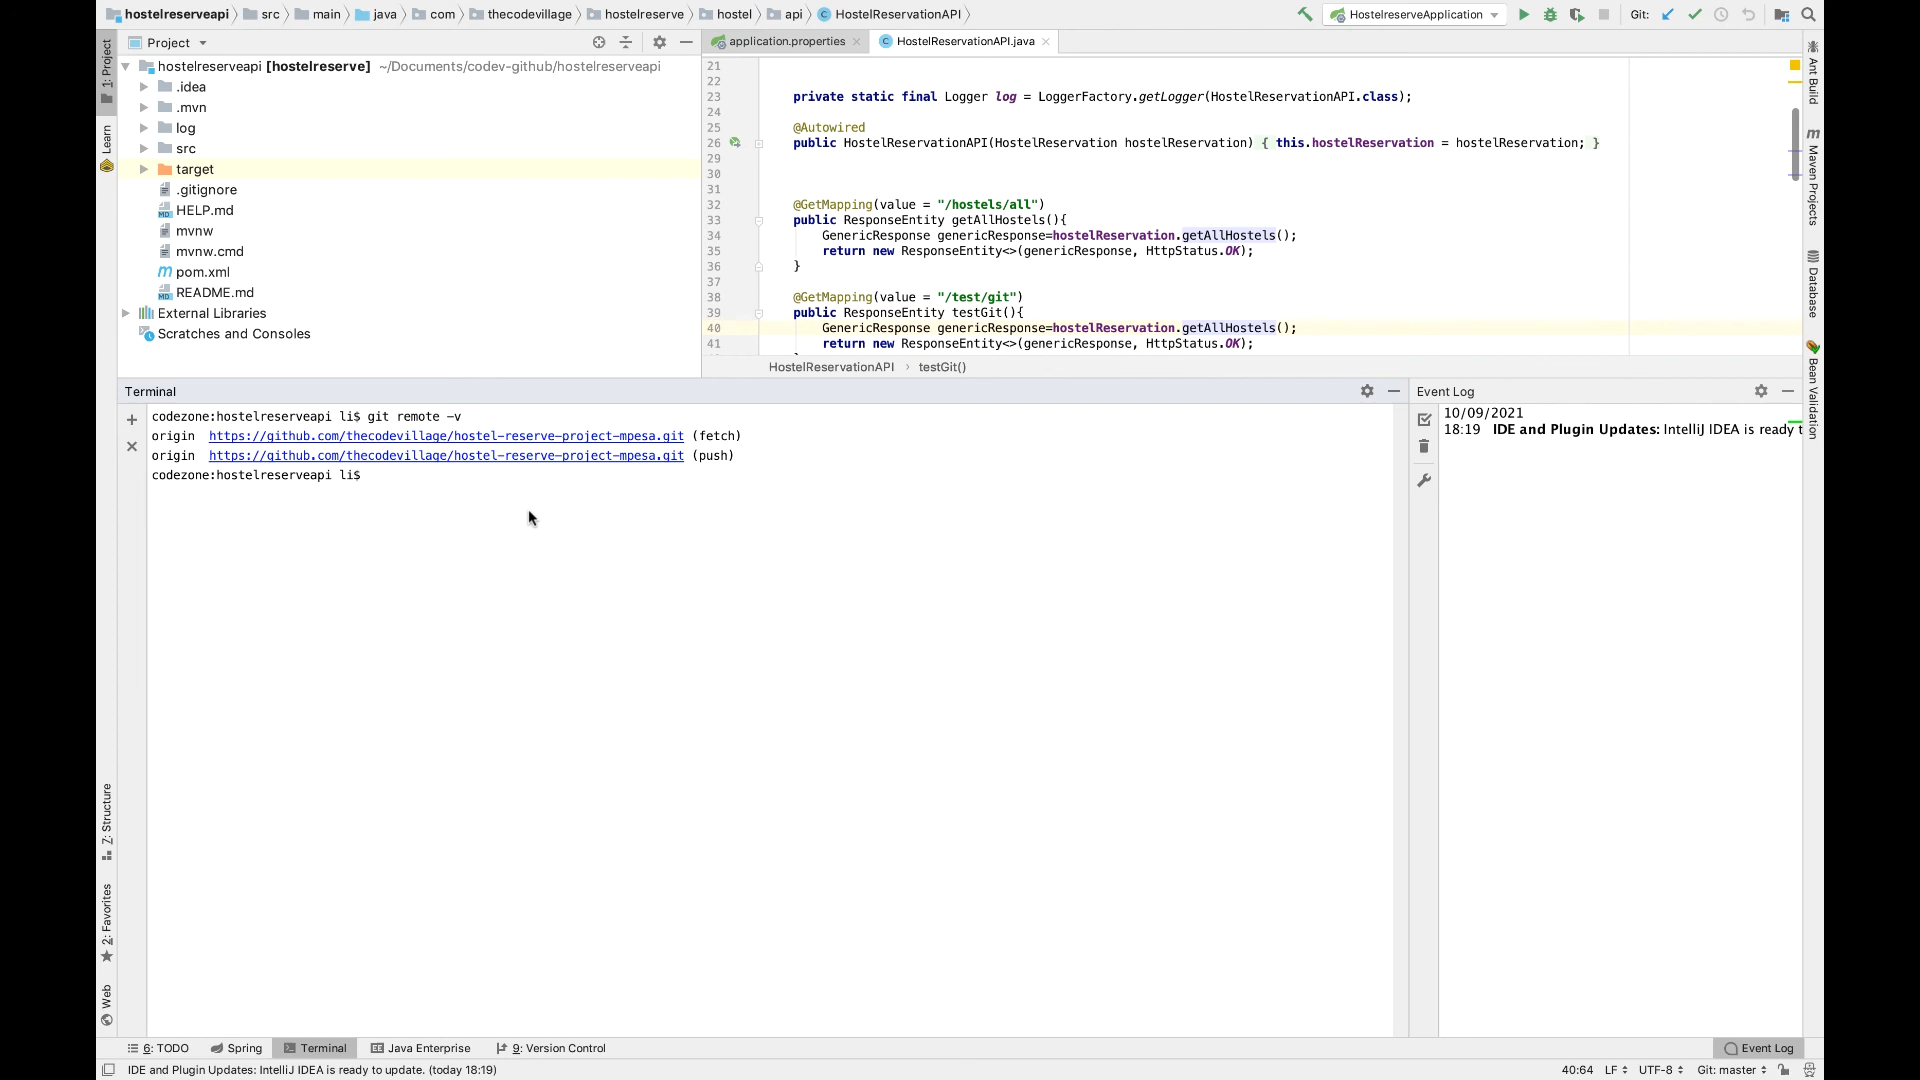 hostelreserveapi src main java com thecodevillage hostelreserve hostel api HostelReservationAPI HostelreserveApplication Git:
Project
application.properties HostelReservationAPI.java
1: Project
Learn
7: Structure
2: Favorites
Web
hostelreserveapi [hostelreserve] ~/Documents/codev-github/hostelreserveapi
.idea
.mvn
log
src
target
.gitignore
HELP.md
mvnw
mvnw.cmd
pom.xml
README.md
External Libraries
Scratches and Consoles
21
22
23 private static final Logger log = LoggerFactory.getLogger(HostelReservationAPI.class);
24
25 @Autowired
26 public HostelReservationAPI(HostelReservation hostelReservation) { this.hostelReservation = hostelReservation; }
29
30
31
32 @GetMapping(value = "/hostels/all")
33 public ResponseEntity getAllHostels(){
34 GenericResponse genericResponse=hostelReservation.getAllHostels();
35 return new ResponseEntity<>(genericResponse, HttpStatus.OK);
36 }
37
38 @GetMapping(value = "/test/git")
39 public ResponseEntity testGit(){
40 GenericResponse genericResponse=hostelReservation.getAllHostels();
41 return new ResponseEntity<>(genericResponse, HttpStatus.OK);
HostelReservationAPI › testGit()
Ant Build
Maven Projects
Database
Bean Validation
Terminal
codezone:hostelreserveapi li$ git remote -v
origin https://github.com/thecodevillage/hostel-reserve-project-mpesa.git (fetch)
origin https://github.com/thecodevillage/hostel-reserve-project-mpesa.git (push)
codezone:hostelreserveapi li$
Event Log
10/09/2021
18:19 IDE and Plugin Updates: IntelliJ IDEA is ready t
6: TODO Spring Terminal Java Enterprise 9: Version Control Event Log
IDE and Plugin Updates: IntelliJ IDEA is ready to update. (today 18:19) 40:64 LF UTF-8 Git: master